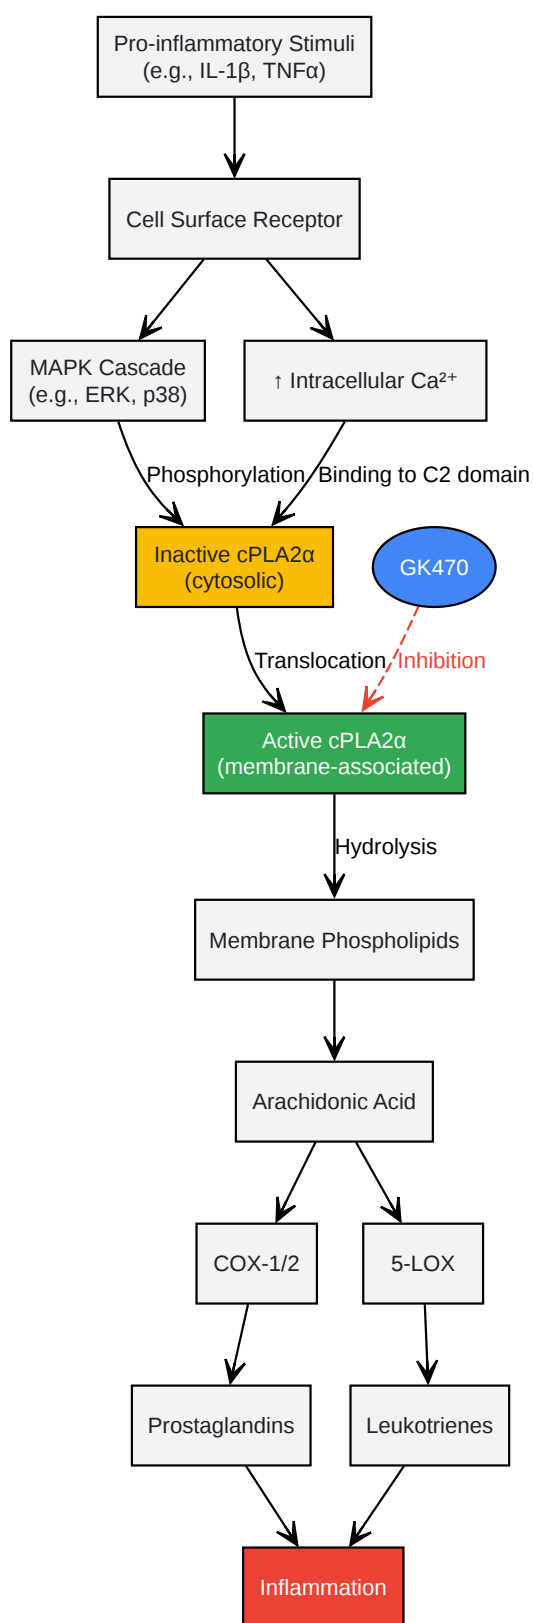 Pro-inflammatory Stimuli
(e.g., IL-1β, TNFα)
Cell Surface Receptor
MAPK Cascade
(e.g., ERK, p38)
↑ Intracellular Ca²⁺
Phosphorylation
Binding to C2 domain
Inactive cPLA2α
(cytosolic)
GK470
Translocation
Inhibition
Active cPLA2α
(membrane-associated)
Hydrolysis
Membrane Phospholipids
Arachidonic Acid
COX-1/2
5-LOX
Prostaglandins
Leukotrienes
Inflammation